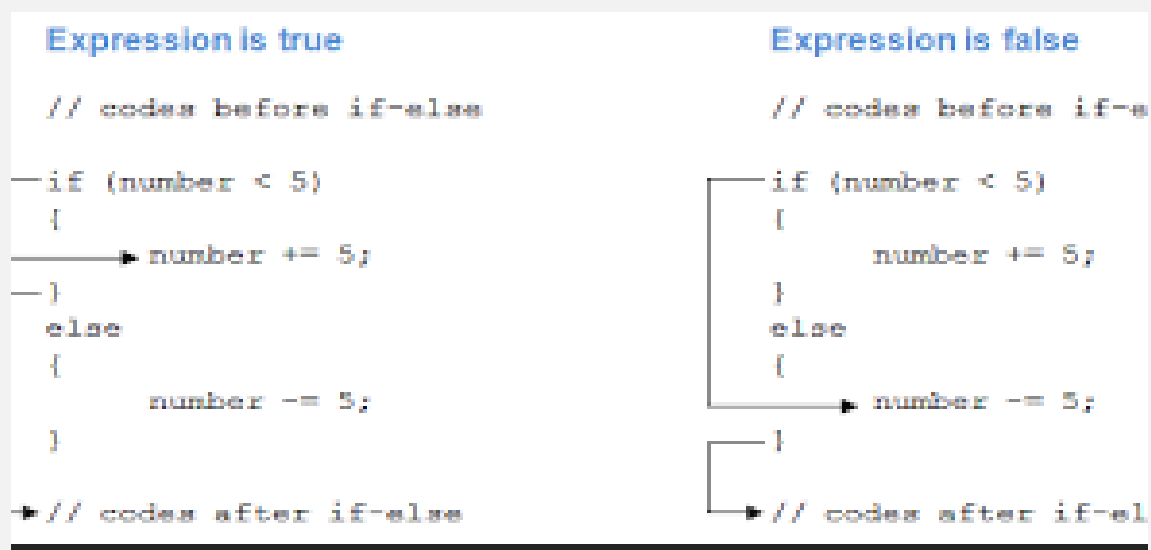 Expression is true
// codes before if-else
if (number < 5)
{
number += 5;
}
else
{
number -= 5;
}
// codes after if-else
Expression is false
// codes before if-e
if (number < 5)
{
number += 5;
}
else
{
number -= 5;
}
// codes after if-el